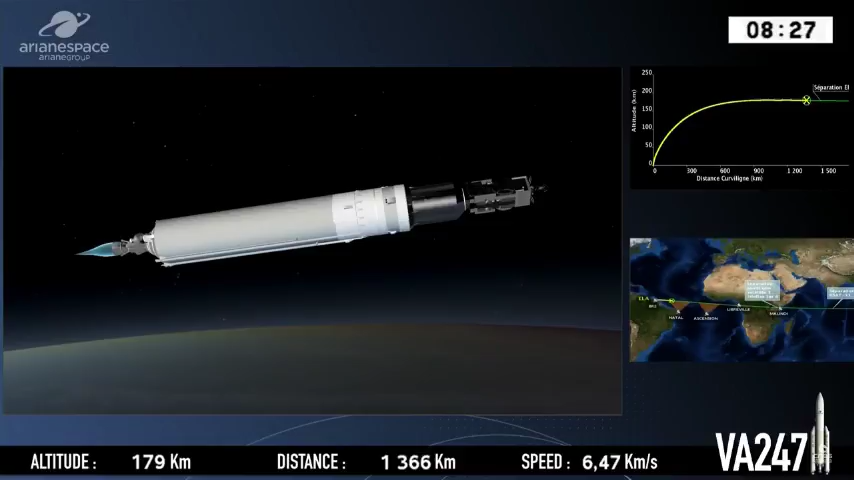 arianespace
arianegroup
08:27
250
200
150
100
50
0
Altitude (km)
Séparation EI
0 300 600 900 1 200 1 500
Distance Curviligne (km)
NATAL
ASCENSION
LIBREVILLE
MALINDI
ALTITUDE : 179 Km
DISTANCE : 1 366 Km
SPEED : 6,47 Km/s
VA247